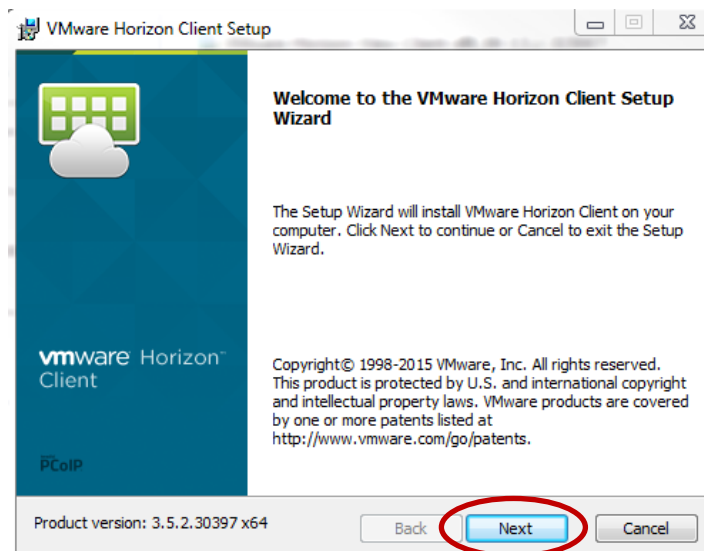 VMware Horizon Client Setup
Welcome to the VMware Horizon Client Setup
Wizard
The Setup Wizard will install VMware Horizon Client on your
computer. Click Next to continue or Cancel to exit the Setup
Wizard.
vmware Horizon™
Client
Copyright© 1998-2015 VMware, Inc. All rights reserved.
This product is protected by U.S. and international copyright
and intellectual property laws. VMware products are covered
by one or more patents listed at
http://www.vmware.com/go/patents.
PCoIP
Product version: 3.5.2.30397 x64
Back
Next
Cancel